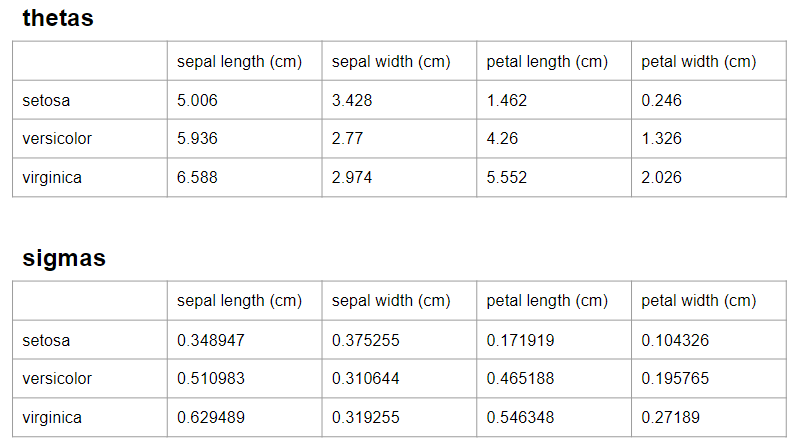 thetas
sepal length (cm) sepal width (cm) petal length (cm) petal width (cm)
setosa 5.006 3.428 1.462 0.246
versicolor 5.936 2.77 4.26 1.326
virginica 6.588 2.974 5.552 2.026
sigmas
sepal length (cm) sepal width (cm) petal length (cm) petal width (cm)
setosa 0.348947 0.375255 0.171919 0.104326
versicolor 0.510983 0.310644 0.465188 0.195765
virginica 0.629489 0.319255 0.546348 0.27189